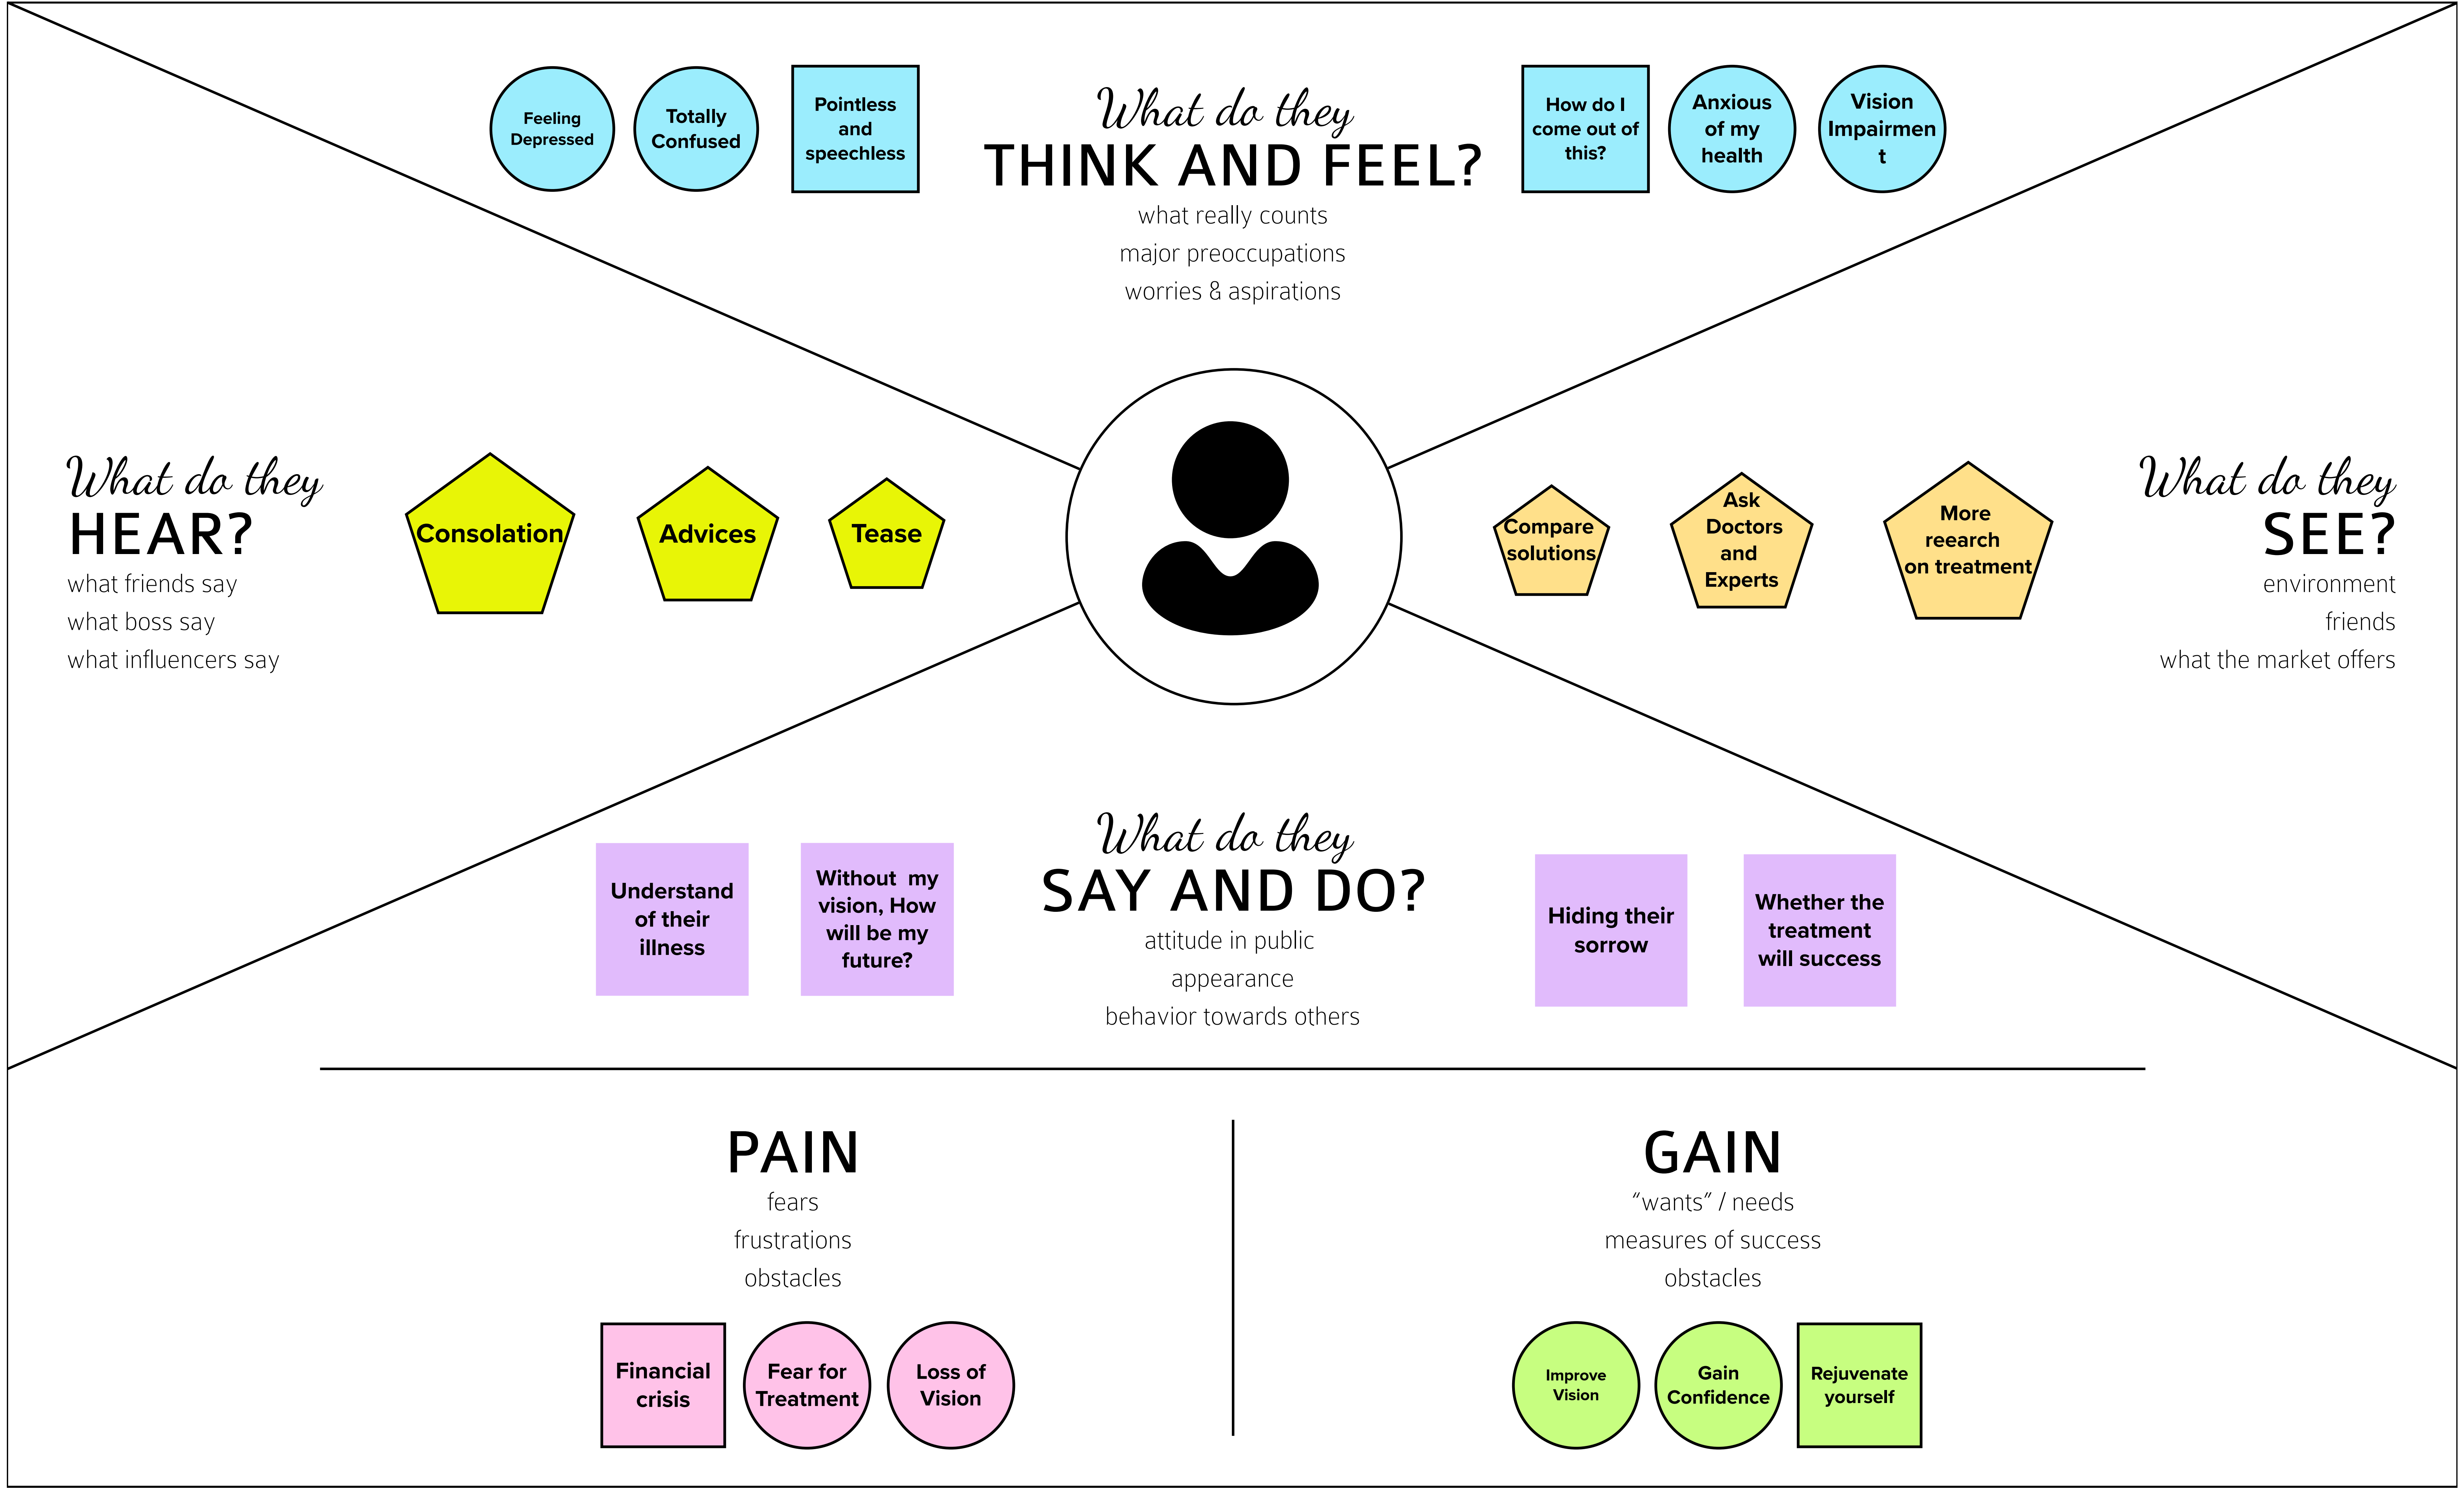 Feeling
Depressed
Totally
Confused
Pointless
and
speechless
What do they
THINK AND FEEL?
what really counts
major preoccupations
worries & aspirations
How do I
come out of
this?
Anxious
of my
health
Vision
Impairmen
t
What do they
HEAR?
what friends say
what boss say
what influencers say
Consolation
Advices
Tease
Compare
solutions
Ask
Doctors
and
Experts
More
reearch
on treatment
What do they
SEE?
environment
friends
what the market offers
Understand
of their
illness
Without my
vision, How
will be my
future?
What do they
SAY AND DO?
attitude in public
appearance
behavior towards others
Hiding their
sorrow
Whether the
treatment
will success
PAIN
fears
frustrations
obstacles
Financial
crisis
Fear for
Treatment
Loss of
Vision
GAIN
“wants” / needs
measures of success
obstacles
Improve
Vision
Gain
Confidence
Rejuvenate
yourself